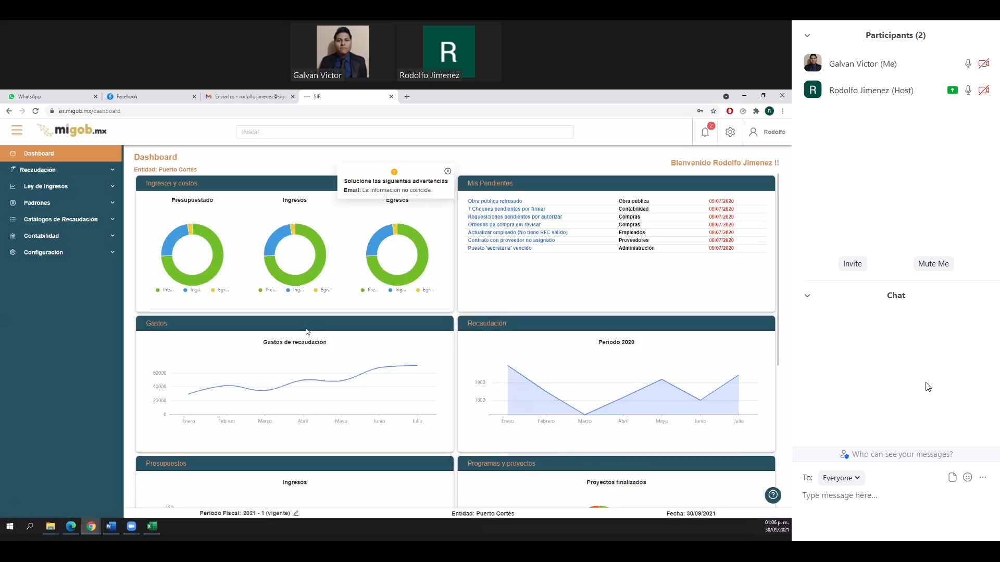 Galvan Victor
R
Rodolfo Jimenez
WhatsApp
Facebook
Enviados - rodolfo.jimenez@sigo
SIR
sir.migob.mx/dashboard
R
migob.mx
Buscar...
2
Rodolfo
Dashboard
Recaudación
Ley de Ingresos
Padrones
Catálogos de Recaudación
Contabilidad
Configuración
Dashboard
Entidad: Puerto Cortés
Bienvenido Rodolfo Jimenez !!
Solucione las siguientes advertencias
Email: La informacion no coincide.
Ingresos y costos
Presupuestado
Ingresos
Egresos
Pre... Ing... Egr...
Pre... Ing... Egr...
Pre... Ing... Egr...
Mis Pendientes
Obra pública retrasado Obra pública 09/07/2020
7 Cheques pendientes por firmar Contabilidad 09/07/2020
Requesiciones pendientes por autorizar Compras 09/07/2020
Ordenes de compra sin revisar Compras 09/07/2020
Actualizar empleado (No tiene RFC válido) Empleados 09/07/2020
Contrato con proveedor no asignado Proveedores 09/07/2020
Puesto 'secretaria' vencido Administración 09/07/2020
Gastos
Gastos de recaudación
60000
40000
20000
0
Enero Febrero Marzo Abril Mayo Junio Julio
Recaudación
Periodo 2020
1900
1800
Enero Febrero Marzo Abril Mayo Junio Julio
Presupuestos
Ingresos
150
Programas y proyectos
Proyectos finalizados
Periodo Fiscal: 2021 - 1 (vigente)
Entidad: Puerto Cortés
Fecha: 30/09/2021
01:06 p. m.
30/09/2021
Participants (2)
Galvan Victor (Me)
R
Rodolfo Jimenez (Host)
Invite
Mute Me
Chat
Who can see your messages?
To: Everyone
Type message here...